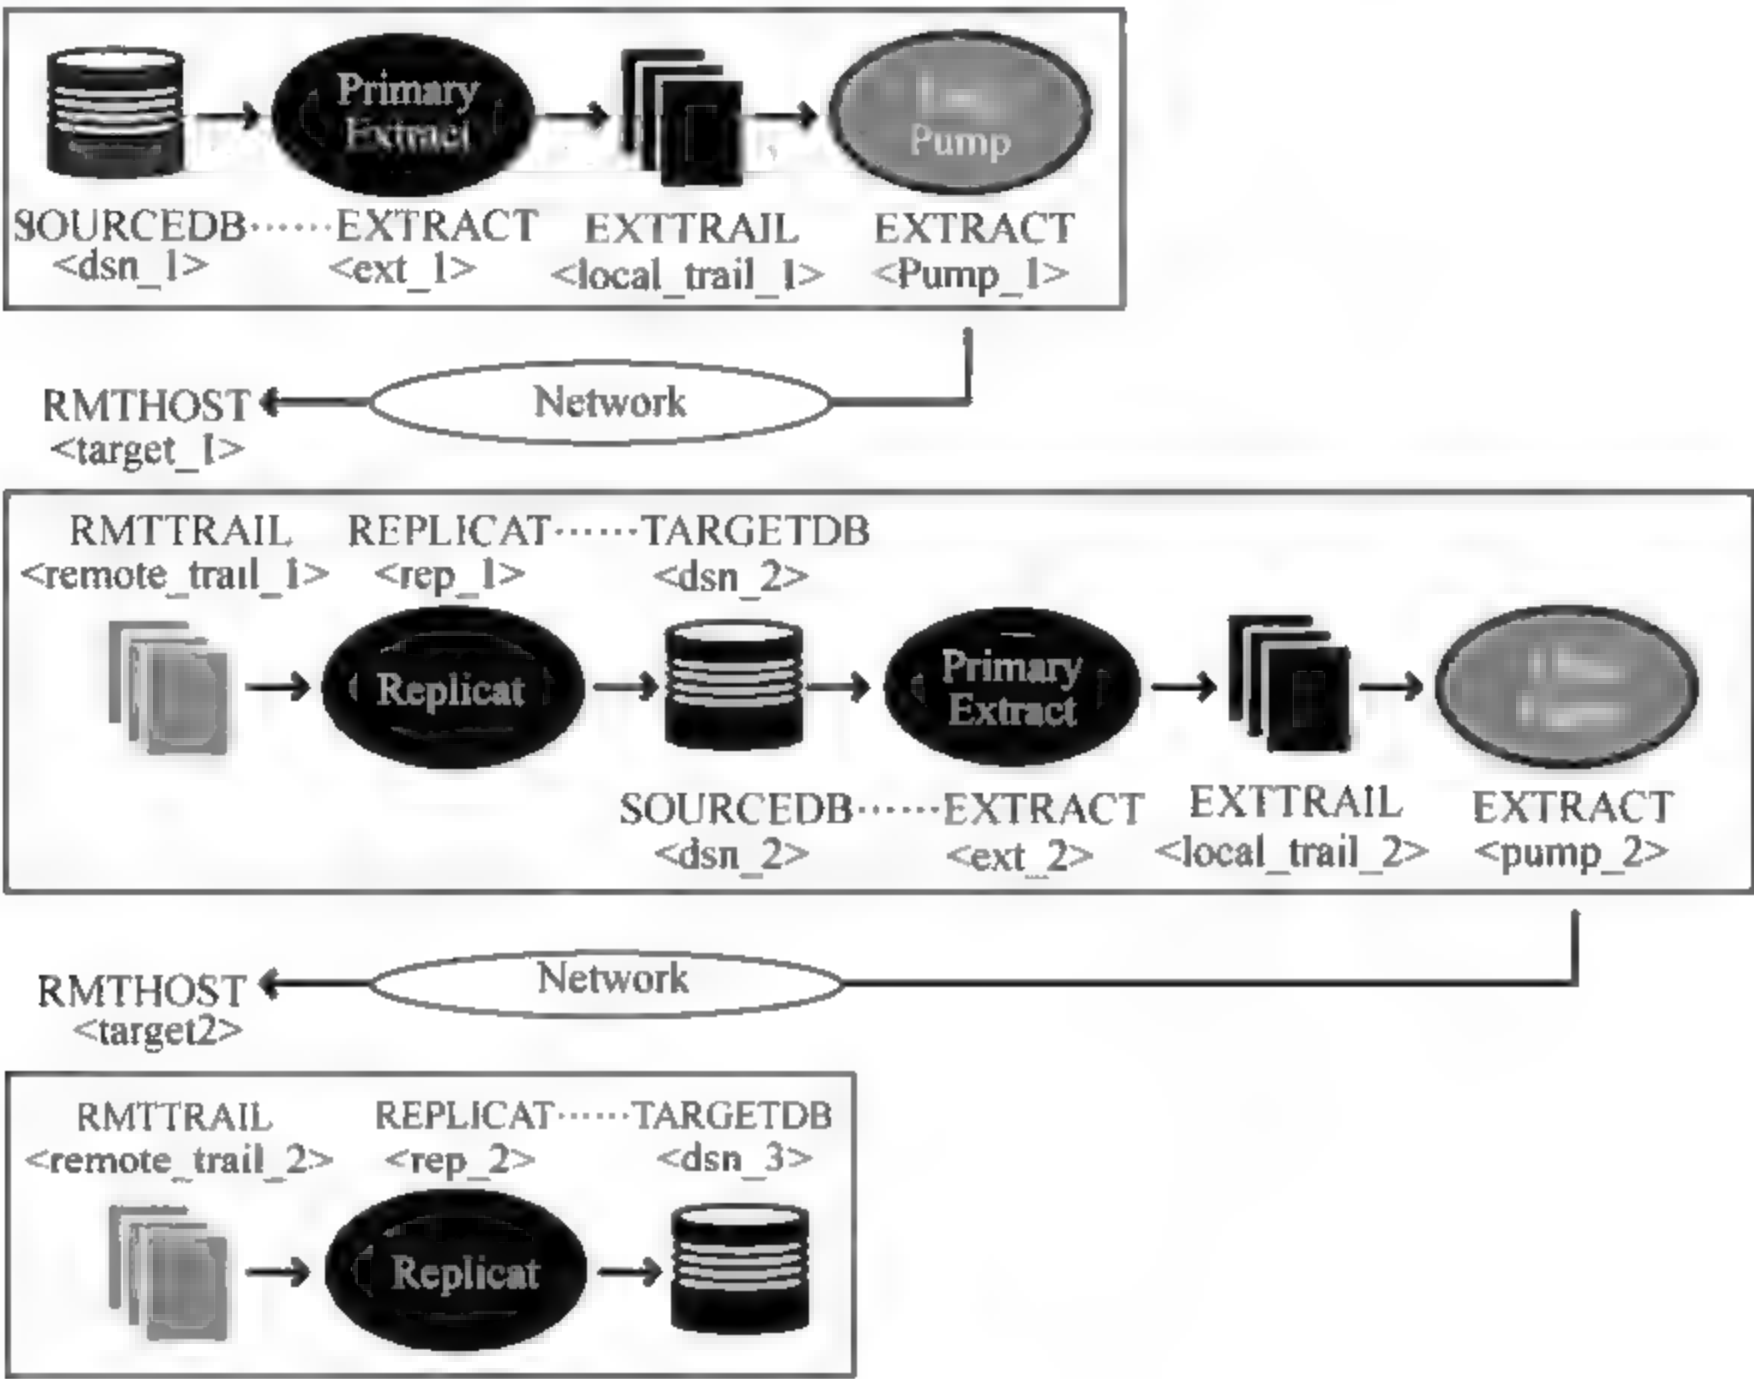 Primary
Extract
Pump
SOURCEDB······EXTRACT
EXTTRAIL
EXTRACT
<dsn_1>
<ext_1>
<local_trail_1>
<Pump_1>
RMTHOST
<target_1>
Network
RMTTRAIL
REPLICAT······TARGETDB
<remote_trail_1>
<rep_1>
<dsn_2>
Replicat
Primary
Extract
SOURCEDB······EXTRACT
EXTTRAIL
EXTRACT
<dsn_2>
<ext_2>
<local_trail_2>
<pump_2>
RMTHOST
<target2>
Network
RMTTRAIL
REPLICAT······TARGETDB
<remote_trail_2>
<rep_2>
<dsn_3>
Replicat